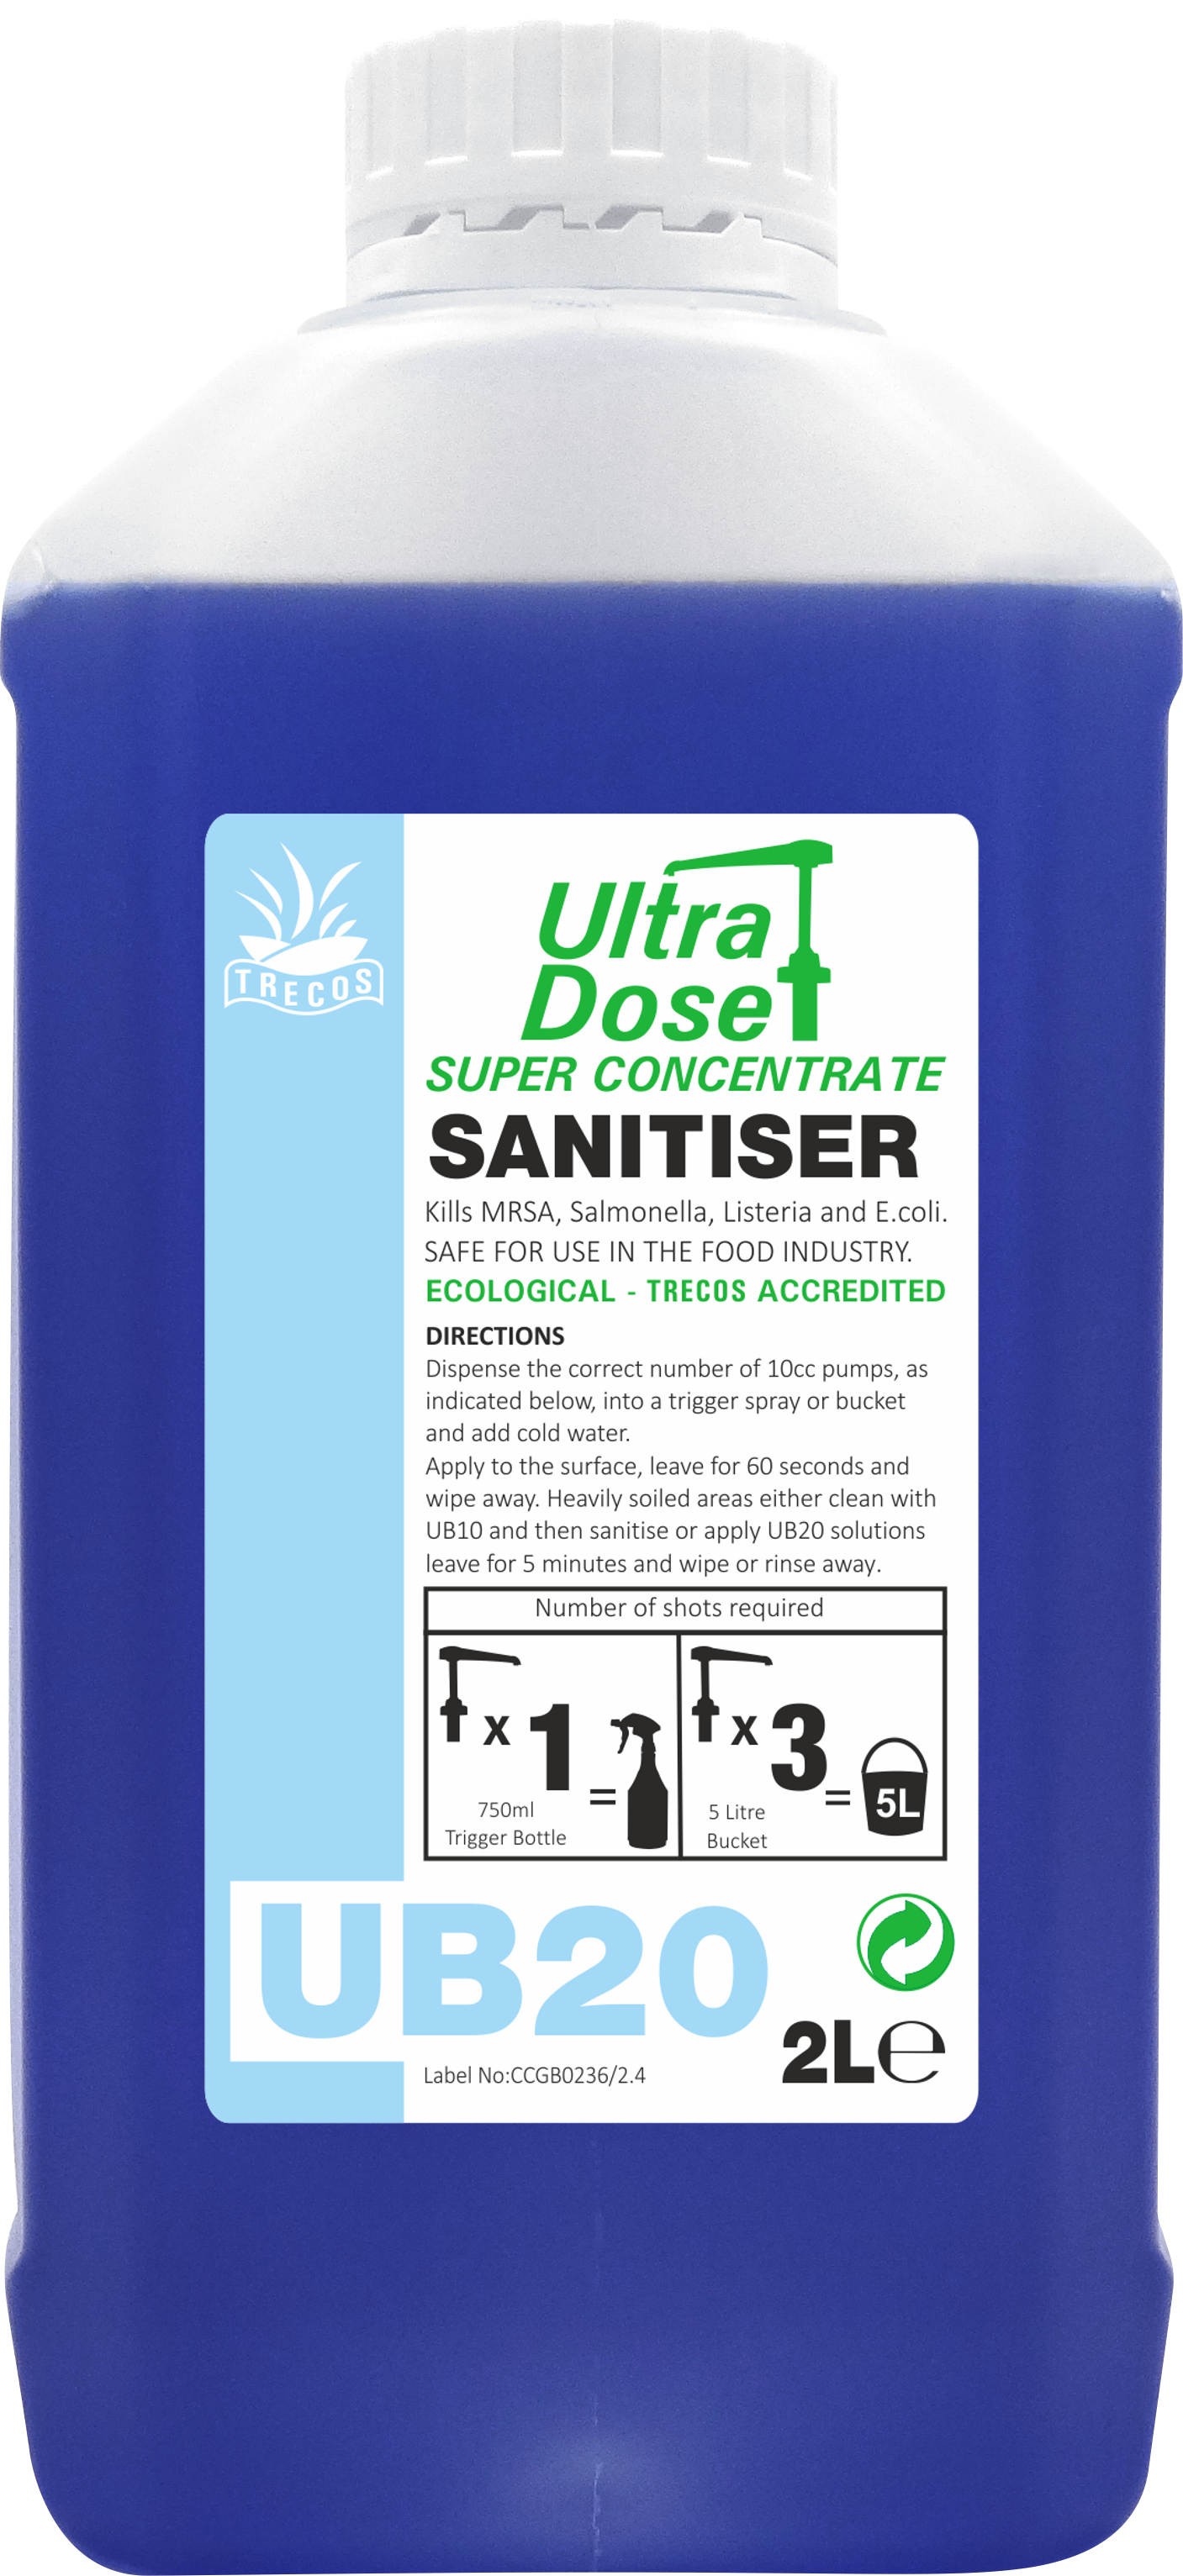 TRECOS
Ultra
Dose
SUPER CONCENTRATE
SANITISER
Kills MRSA, Salmonella, Listeria and E.coli.
SAFE FOR USE IN THE FOOD INDUSTRY.
ECOLOGICAL - TRECOS ACCREDITED
DIRECTIONS
Dispense the correct number of 10cc pumps, as
indicated below, into a trigger spray or bucket
and add cold water.
Apply to the surface, leave for 60 seconds and
wipe away. Heavily soiled areas either clean with
UB10 and then sanitise or apply UB20 solutions
leave for 5 minutes and wipe or rinse away.
Number of shots required
x 1 =
750ml
Trigger Bottle
x 3 =
5L
5 Litre
Bucket
UB20
2L℮
Label No:CCGB0236/2.4